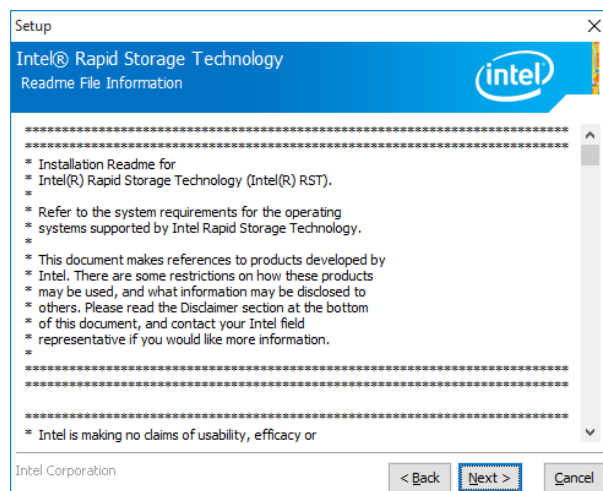 Setup
Intel® Rapid Storage Technology
Readme File Information
intel
*******************************************************************************
*******************************************************************************
* Installation Readme for
* Intel(R) Rapid Storage Technology (Intel(R) RST).
*
* Refer to the system requirements for the operating
* systems supported by Intel Rapid Storage Technology.
*
* This document makes references to products developed by
* Intel. There are some restrictions on how these products
* may be used, and what information may be disclosed to
* others. Please read the Disclaimer section at the bottom
* of this document, and contact your Intel field
* representative if you would like more information.
*
*******************************************************************************
*******************************************************************************
*******************************************************************************
* Intel is making no claims of usability, efficacy or
Intel Corporation
< Back
Next >
Cancel